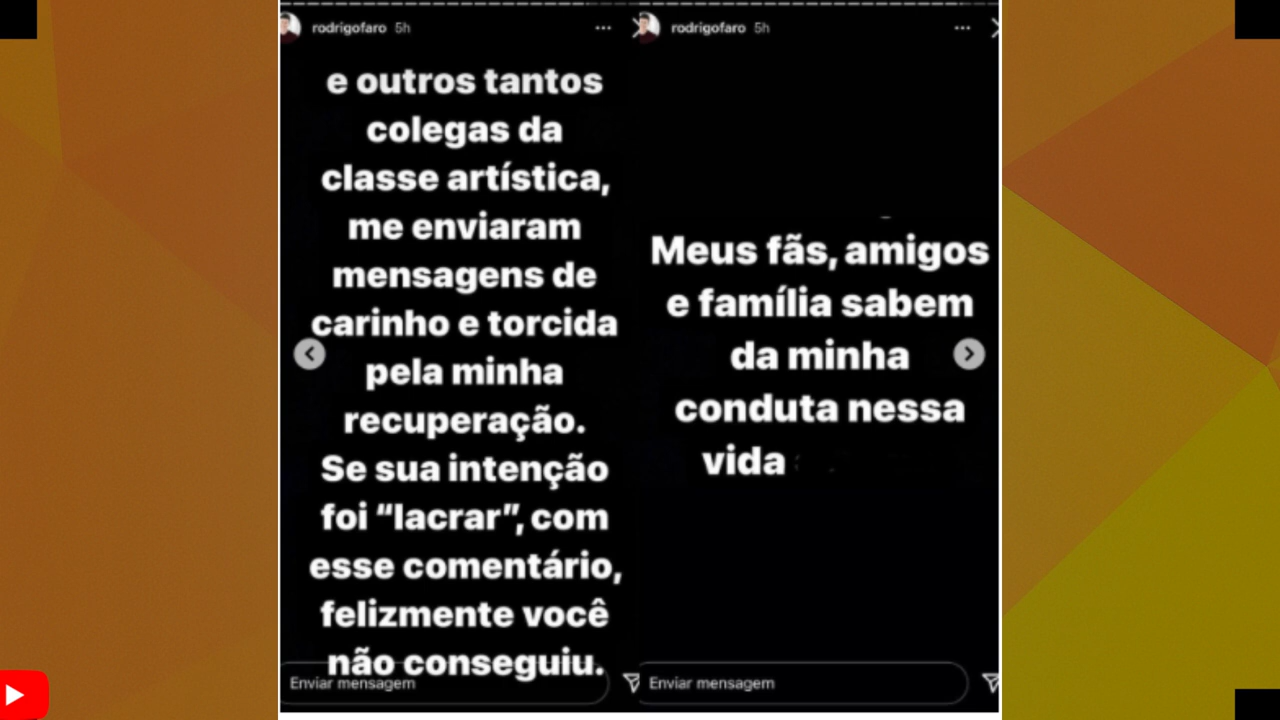 rodrigofaro 5h
e outros tantos
colegas da
classe artística,
me enviaram
mensagens de
carinho e torcida
pela minha
recuperação.
Se sua intenção
foi “lacrar”, com
esse comentário,
felizmente você
não conseguiu.
Enviar mensagem
rodrigofaro 5h
Meus fãs, amigos
e família sabem
da minha
conduta nessa
vida
Enviar mensagem